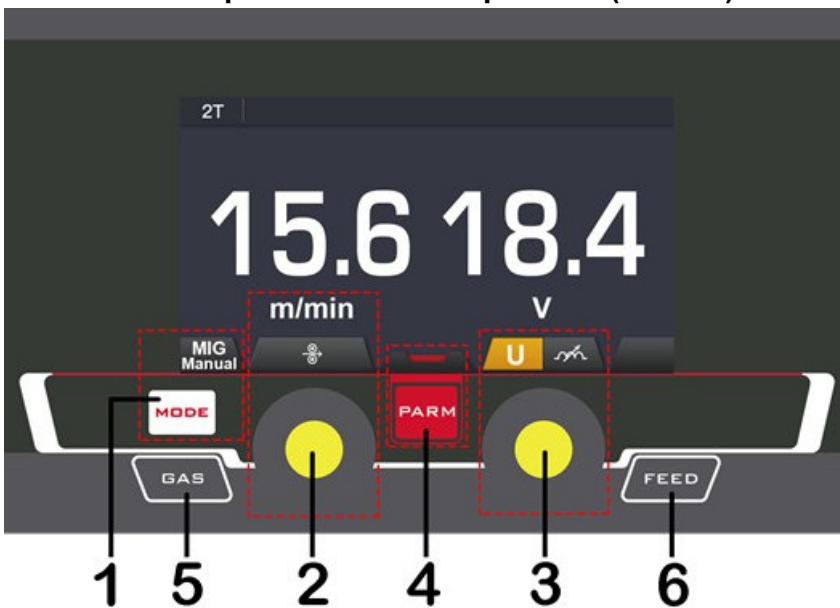 2T
15.6 18.4
m/min V
MIG
Manual
U
MODE
PARM
GAS
FEED
1 5 2 4 3 6